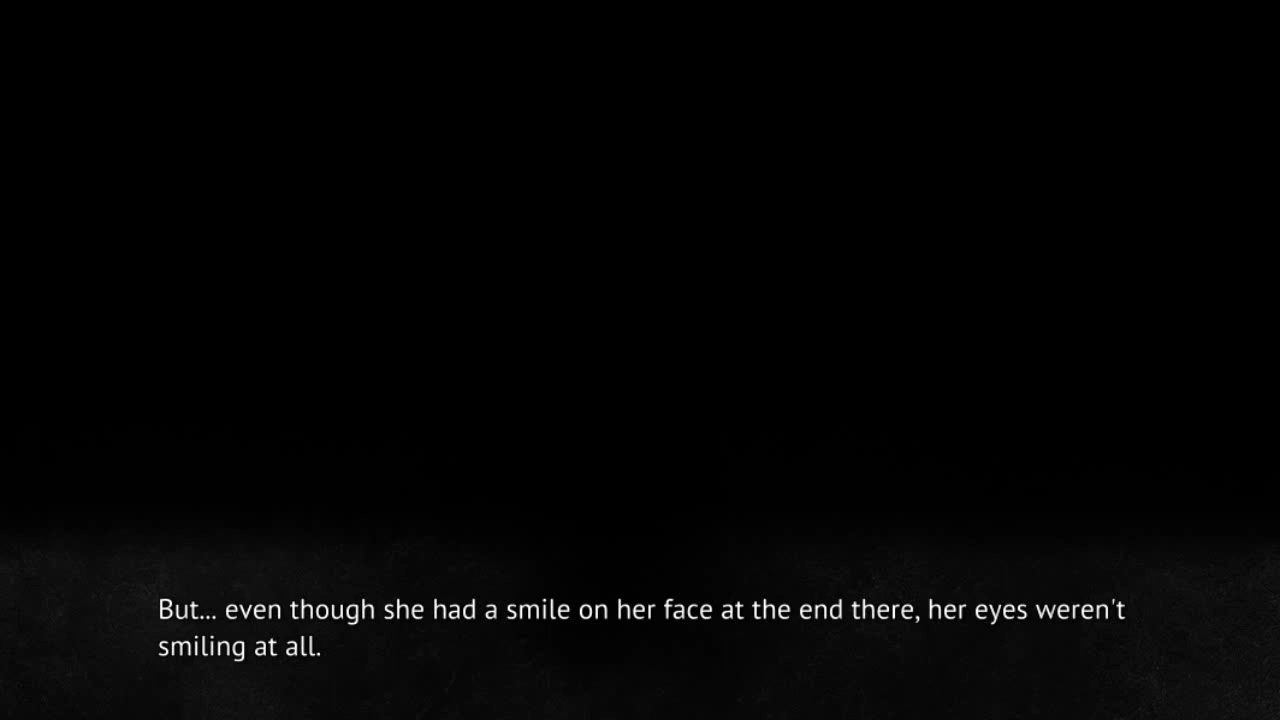 But... even though she had a smile on her face at the end there, her eyes weren't
smiling at all.